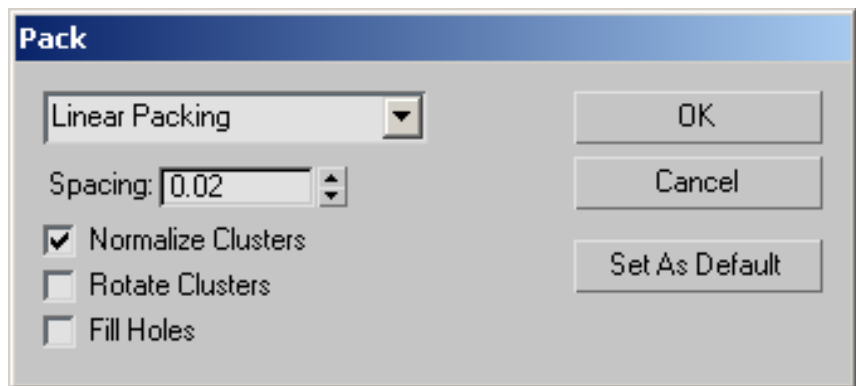 Pack
Linear Packing
OK
Spacing: 0.02
Cancel
Normalize Clusters
Set As Default
Rotate Clusters
Fill Holes